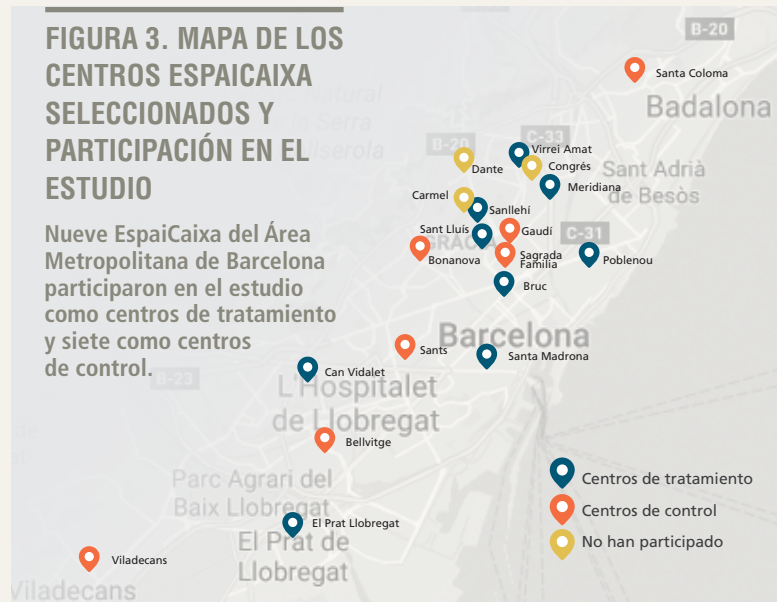 FIGURA 3. MAPA DE LOS
CENTROS ESPAICAIXA
SELECCIONADOS Y
PARTICIPACIÓN EN EL
ESTUDIO
Nueve EspaiCaixa del Área
Metropolitana de Barcelona
participaron en el estudio
como centros de tratamiento
y siete como centros
de control.
B-20
Santa Coloma
Badalona
C-33
B-20
Virrei Amat
Dante
Congrés
Sant Adrià
de Besòs
Meridiana
Carmel
Sanllehí
Sant Lluís
Gaudí
C-31
GRÀCIA
Bonanova
Sagrada
Familia
Poblenou
Bruc
Barcelona
Sants
Santa Madrona
Can Vidalet
B-23
L'Hospitalet
de Llobregat
Bellvitge
Parc Agrari del
Baix Llobregat
Centros de tratamiento
Centros de control
No han participado
El Prat Llobregat
El Prat de
Llobregat
Viladecans
Viladecans